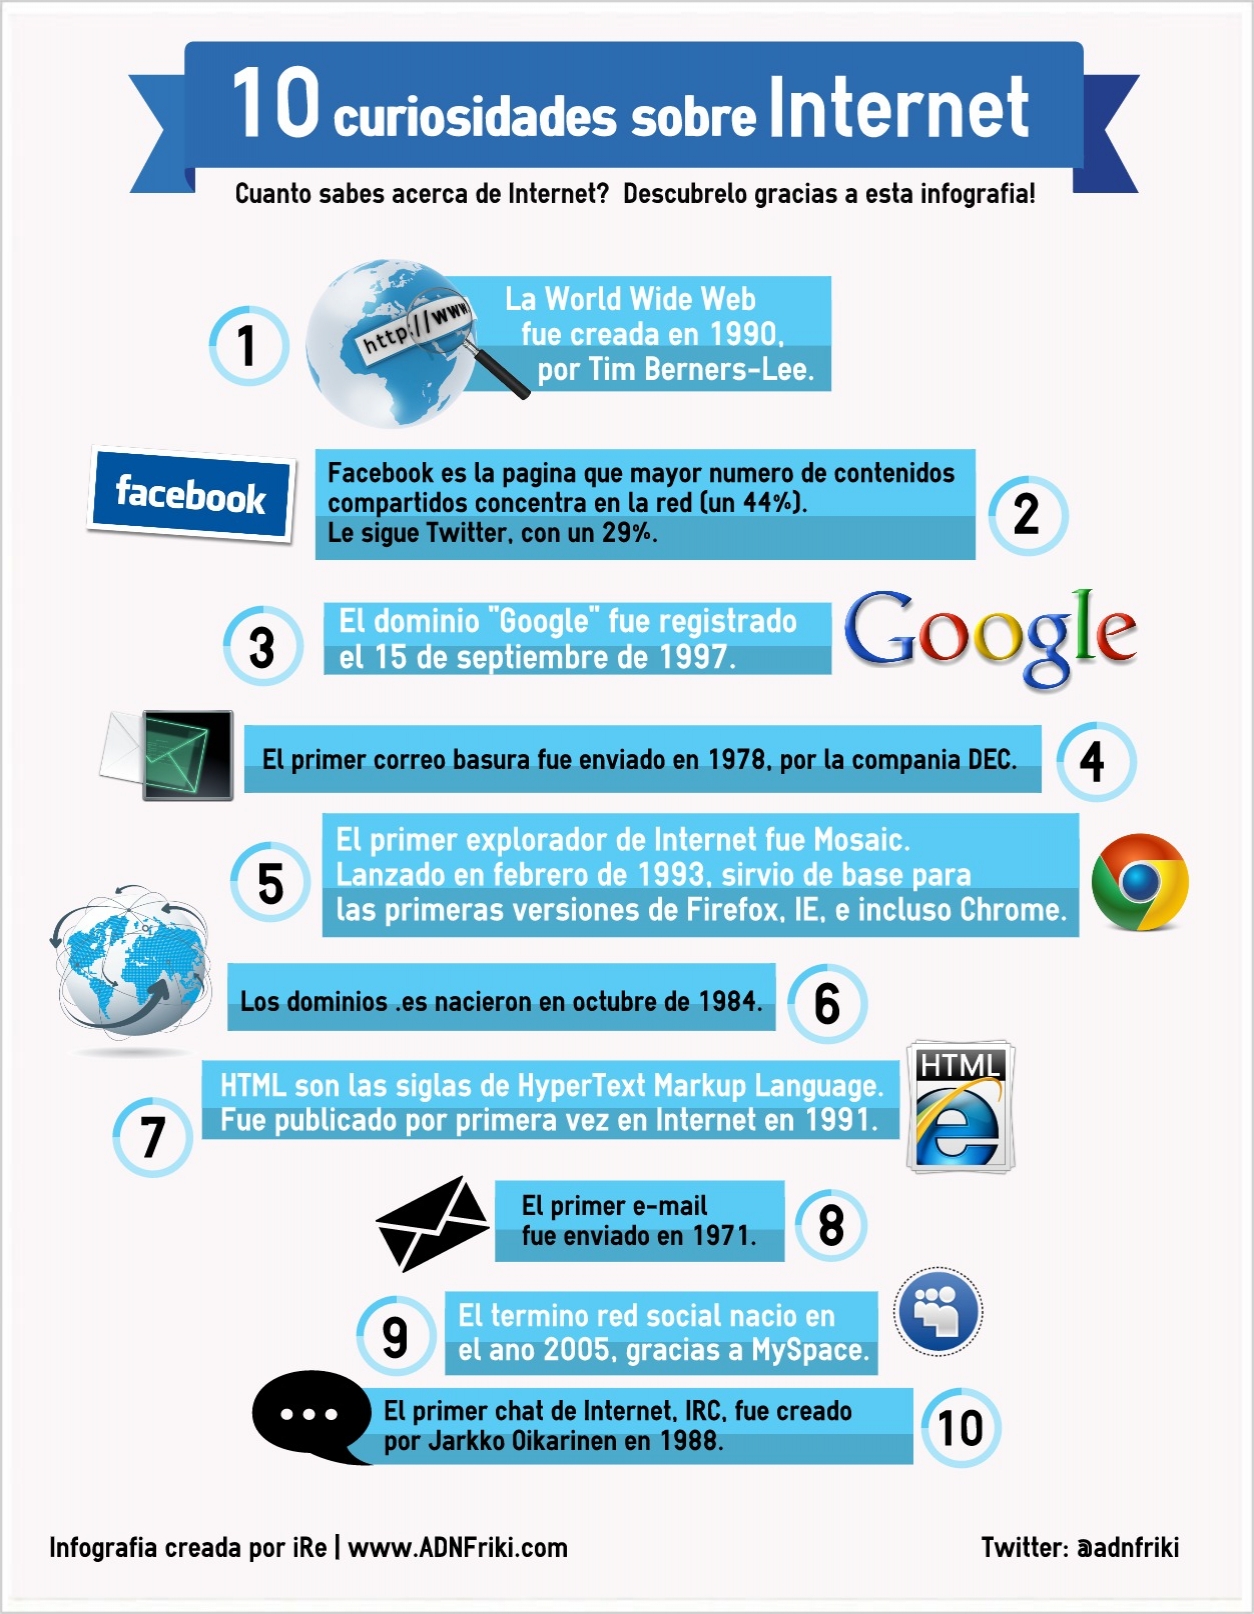 10 curiosidades sobre Internet
Cuanto sabes acerca de Internet? Descubrelo gracias a esta infografia!
1
http://WWW
La World Wide Web
fue creada en 1990,
por Tim Berners-Lee.
facebook
Facebook es la pagina que mayor numero de contenidos
compartidos concentra en la red (un 44%).
Le sigue Twitter, con un 29%.
2
3
El dominio "Google" fue registrado
el 15 de septiembre de 1997.
Google
El primer correo basura fue enviado en 1978, por la compania DEC.
4
5
El primer explorador de Internet fue Mosaic.
Lanzado en febrero de 1993, sirvio de base para
las primeras versiones de Firefox, IE, e incluso Chrome.
Los dominios .es nacieron en octubre de 1984.
6
7
HTML son las siglas de HyperText Markup Language.
Fue publicado por primera vez en Internet en 1991.
HTML
El primer e-mail
fue enviado en 1971.
8
9
El termino red social nacio en
el ano 2005, gracias a MySpace.
El primer chat de Internet, IRC, fue creado
por Jarkko Oikarinen en 1988.
10
Infografia creada por iRe | www.ADNFriki.com
Twitter: @adnfriki